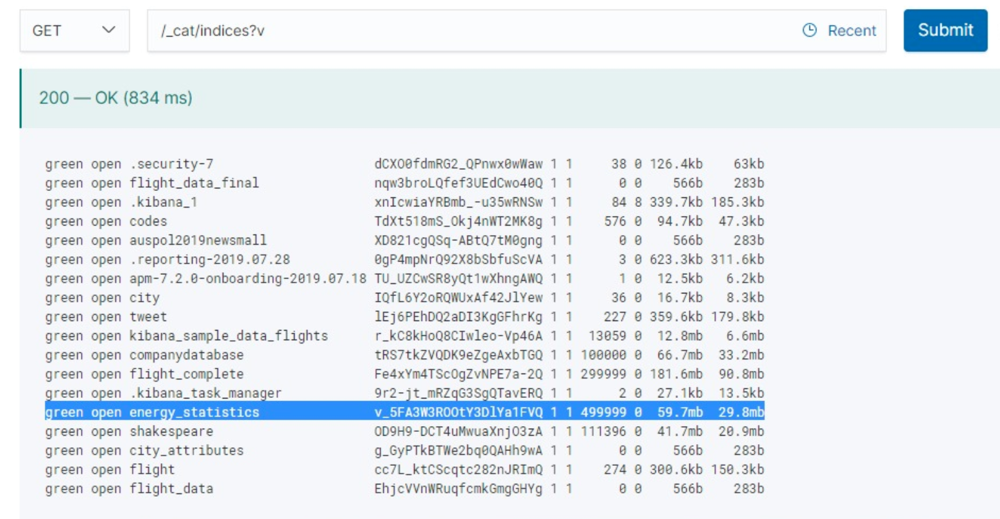 GET /_cat/indices?v Recent Submit
200 — OK (834 ms)
green open .security-7 dCXO0fdmRG2_QPnwx0wWaw 1 1 38 0 126.4kb 63kb
green open flight_data_final nqw3broLQfef3UEdCwo40Q 1 1 0 0 566b 283b
green open .kibana_1 xnIcwiaYRBmb_-u35wRNSw 1 1 84 8 339.7kb 185.3kb
green open codes TdXt518mS_Okj4nWT2MK8g 1 1 576 0 94.7kb 47.3kb
green open auspol2019newsmall XD821cgQSq-ABtQ7tM0gng 1 1 0 0 566b 283b
green open .reporting-2019.07.28 0gP4mpNrQ92X8bSbfuScVA 1 1 3 0 623.3kb 311.6kb
green open apm-7.2.0-onboarding-2019.07.18 TU_UZCwSR8yQt1wXhngAWQ 1 1 1 0 12.5kb 6.2kb
green open city IQfL6Y2oRQWUxAf42JlYew 1 1 36 0 16.7kb 8.3kb
green open tweet lEj6PEhDQ2aDI3KgGFhrKg 1 1 227 0 359.6kb 179.8kb
green open kibana_sample_data_flights r_kC8kHoQ8CIwleo-Vp46A 1 1 13059 0 12.8mb 6.6mb
green open companydatabase tRS7tkZVQDK9eZgeAxbTGQ 1 1 100000 0 66.7mb 33.2mb
green open flight_complete Fe4xYm4TScOgZvNPE7a-2Q 1 1 299999 0 181.6mb 90.8mb
green open .kibana_task_manager 9r2-jt_mRZqG3SgQTavERQ 1 1 2 0 27.1kb 13.5kb
green open energy_statistics v_5FA3W3ROOtY3DlYa1FVQ 1 1 499999 0 59.7mb 29.8mb
green open shakespeare OD9H9-DCT4uMwuaXnjO3zA 1 1 111396 0 41.7mb 20.9mb
green open city_attributes g_GyPTkBTWe2bq0QAHh9wA 1 1 0 0 566b 283b
green open flight cc7L_ktCScqtc282nJRImQ 1 1 274 0 300.6kb 150.3kb
green open flight_data EhjcVVnWRuqfcmkGmgGHYg 1 1 0 0 566b 283b